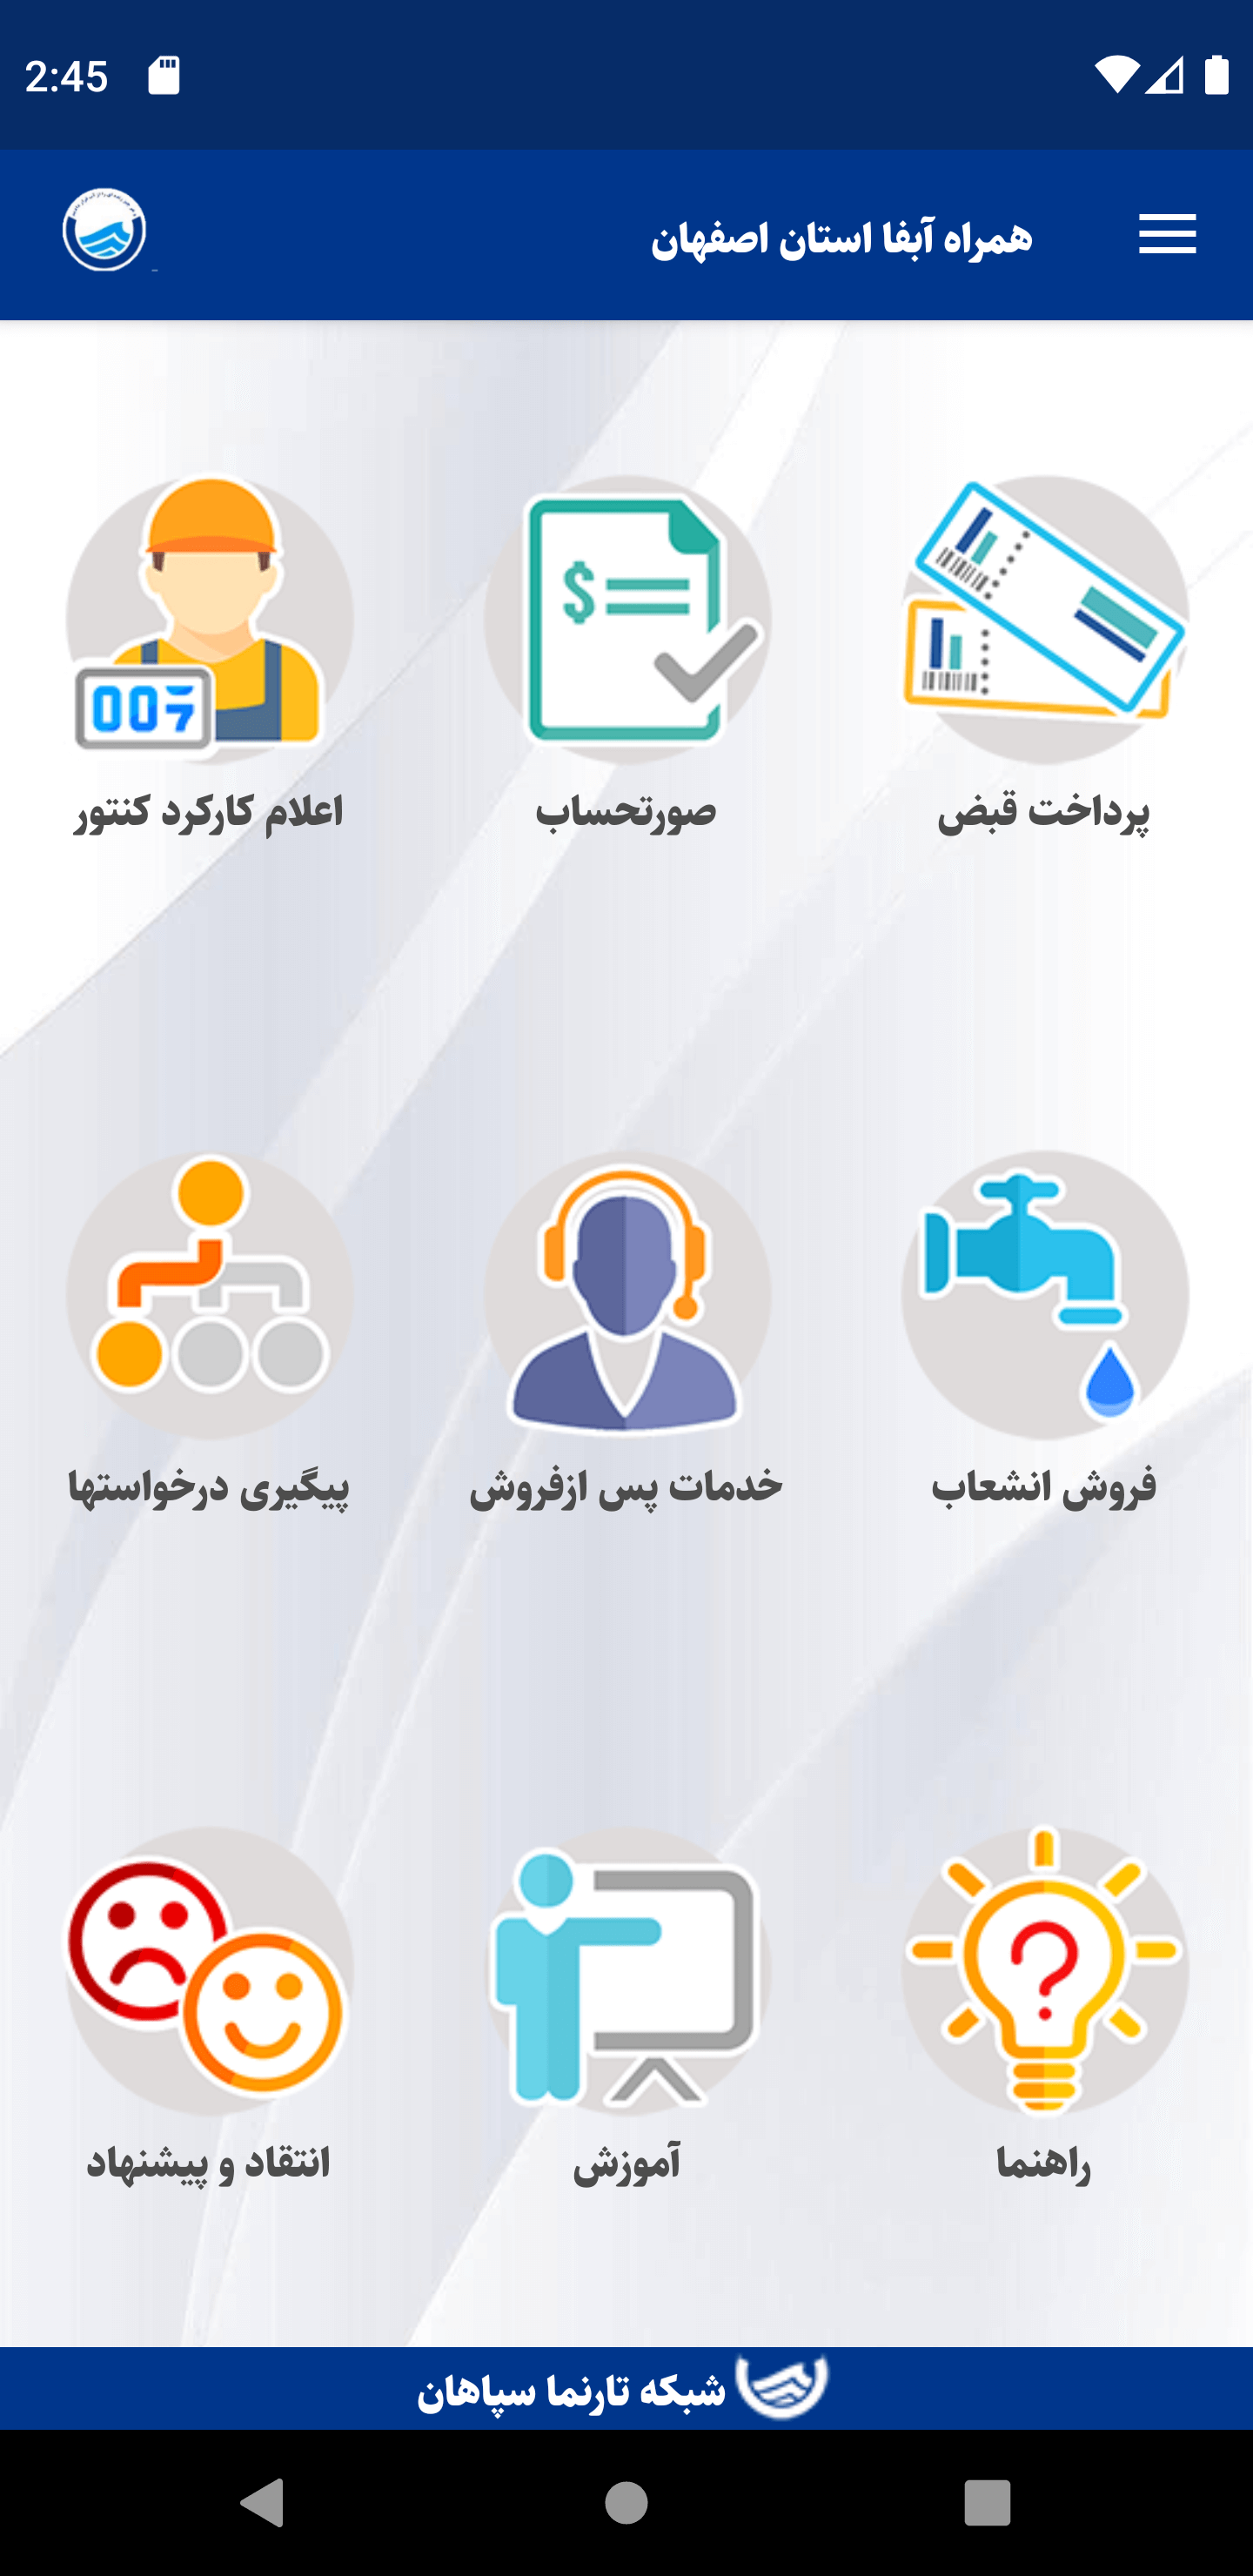 2:45
همراه آبفا استان اصفهان
پرداخت قبض
صورتحساب
$
007
اعلام کارکرد کنتور
فروش انشعاب
خدمات پس ازفروش
پیگیری درخواستها
?
راهنما
آموزش
انتقاد و پیشنهاد
شبکه تارنما سپاهان